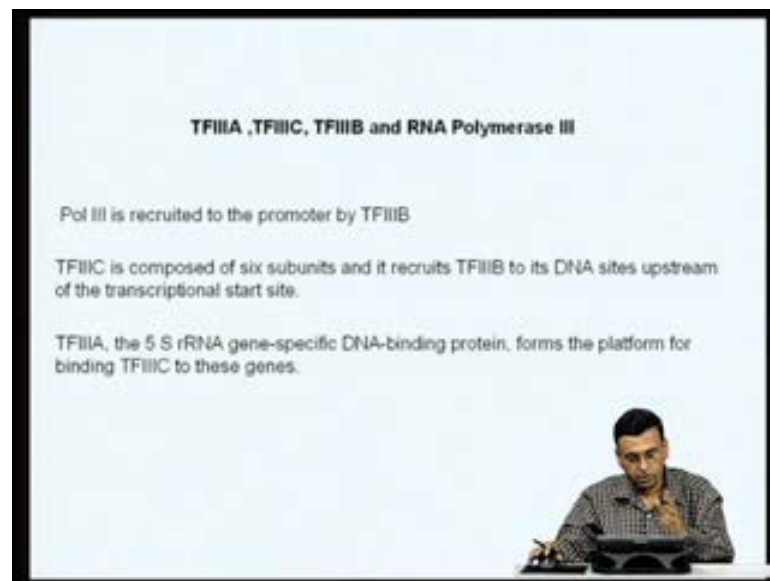 TFIIIA ,TFIIIC, TFIIIB and RNA Polymerase III
Pol III is recruited to the promoter by TFIIIB
TFIIIC is composed of six subunits and it recruits TFIIIB to its DNA sites upstream
of the transcriptional start site.
TFIIIA, the 5 S rRNA gene-specific DNA-binding protein, forms the platform for
binding TFIIIC to these genes.